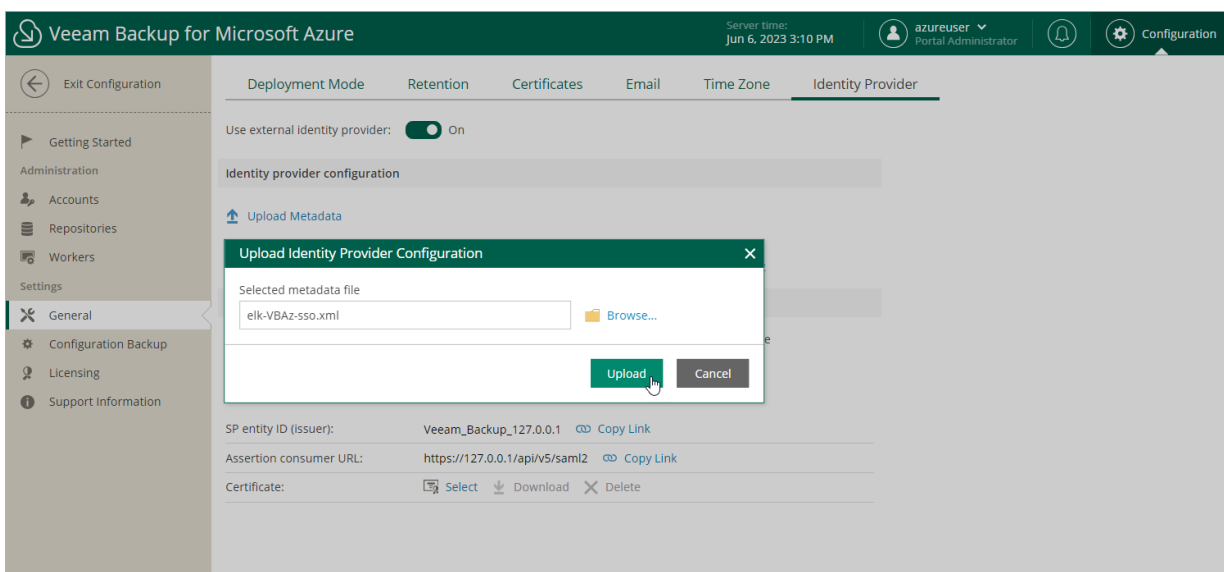 Veeam Backup for Microsoft Azure
Server time:
Jun 6, 2023 3:10 PM
azureuser
Portal Administrator
Configuration
Exit Configuration
Deployment Mode Retention Certificates Email Time Zone Identity Provider
Use external identity provider: On
Getting Started
Administration
Identity provider configuration
Accounts
Upload Metadata
Repositories
Workers
Upload Identity Provider Configuration
Settings
Selected metadata file
General
elk-VBAz-sso.xml Browse...
Configuration Backup
Licensing
Upload Cancel
Support Information
SP entity ID (issuer): Veeam_Backup_127.0.0.1 Copy Link
Assertion consumer URL: https://127.0.0.1/api/v5/saml2 Copy Link
Certificate: Select Download Delete